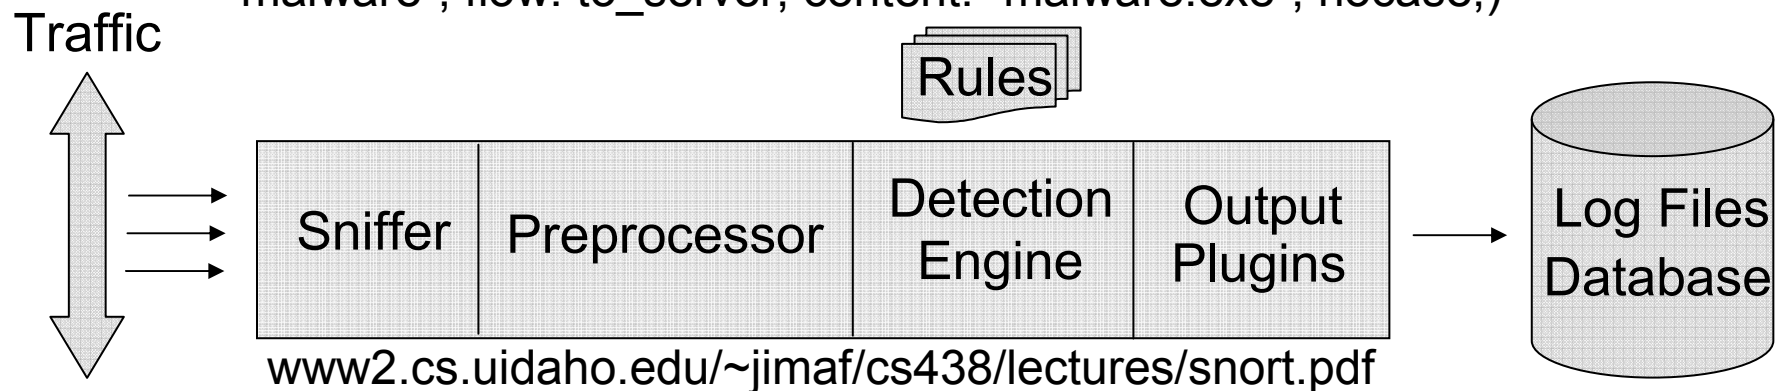 malware", flow: to_server; content: "malware.exe"; nocase;)
Traffic
Rules
Sniffer
Preprocessor
Detection
Engine
Output
Plugins
Log Files
Database
www2.cs.uidaho.edu/~jimaf/cs438/lectures/snort.pdf